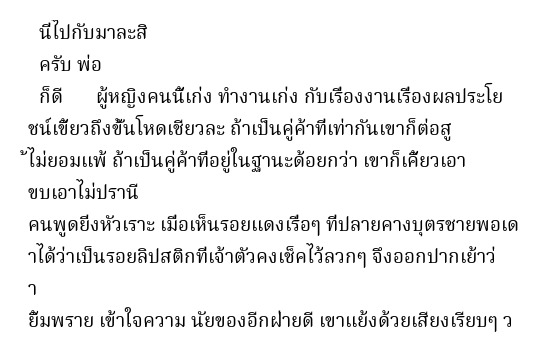 นี่ไปกับมาละสิ
ครับ พ่อ
ก็ดี ผู้หญิงคนนี้เก่ง ทำงานเก่ง กับเรื่องงานเรื่องผลประโย
ชน์เขี้ยวถึงขั้นโหดเชียวละ ถ้าเป็นคู่ค้าที่เท่ากันเขาก็ต่อสู
้ไม่ยอมแพ้ ถ้าเป็นคู่ค้าที่อยู่ในฐานะด้อยกว่า เขาก็เคี้ยวเอา
ขบเอาไม่ปรานี
คนพูดยิ่งหัวเราะ เมื่อเห็นรอยแดงเรื่อๆ ที่ปลายคางบุตรชายพอเด
าได้ว่าเป็นรอยลิปสติกที่เจ้าตัวคงเช็คไว้ลวกๆ จึงออกปากเย้าว่
า
ยิ้มพราย เข้าใจความ นัยของอีกฝ่ายดี เขาแย้งด้วยเสียงเรียบๆ ว